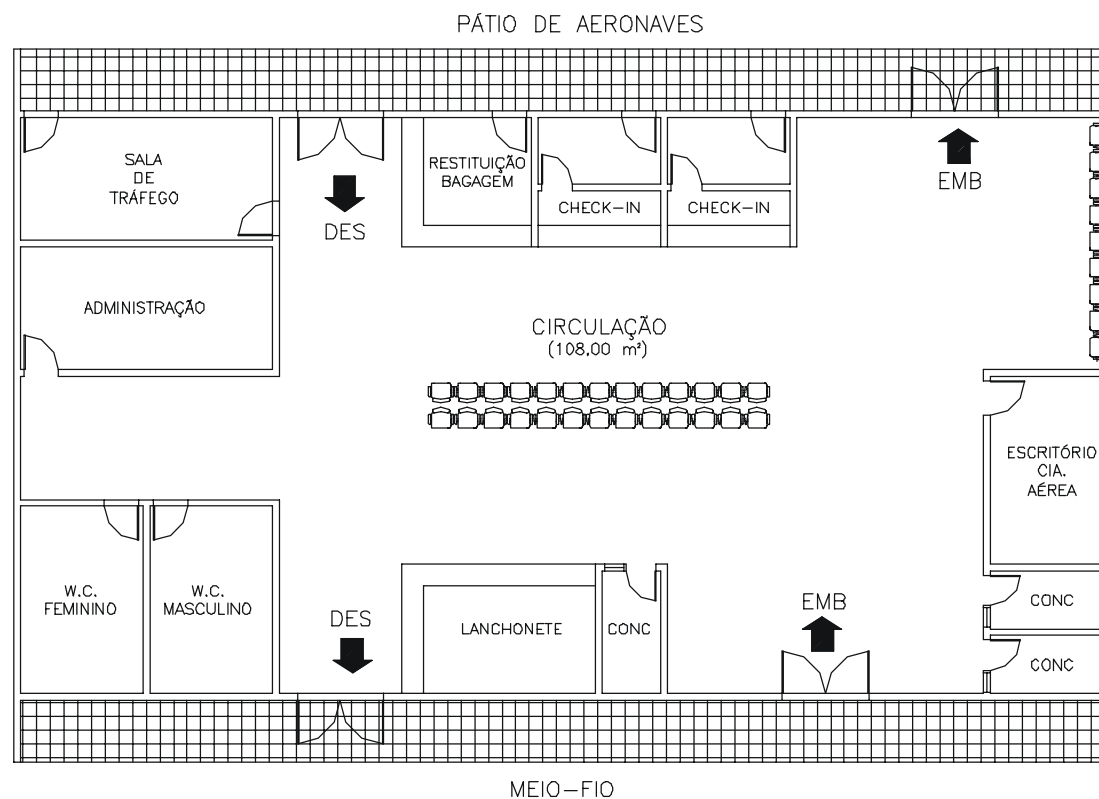 PÁTIO DE AERONAVES
SALA
DE
TRÁFEGO
DES
RESTITUIÇÃO
BAGAGEM
CHECK-IN
CHECK-IN
EMB
ADMINISTRAÇÃO
CIRCULAÇÃO
(108,00 m²)
ESCRITÓRIO
CIA.
AÉREA
W.C.
FEMININO
W.C.
MASCULINO
DES
LANCHONETE
CONC
EMB
CONC
CONC
MEIO-FIO